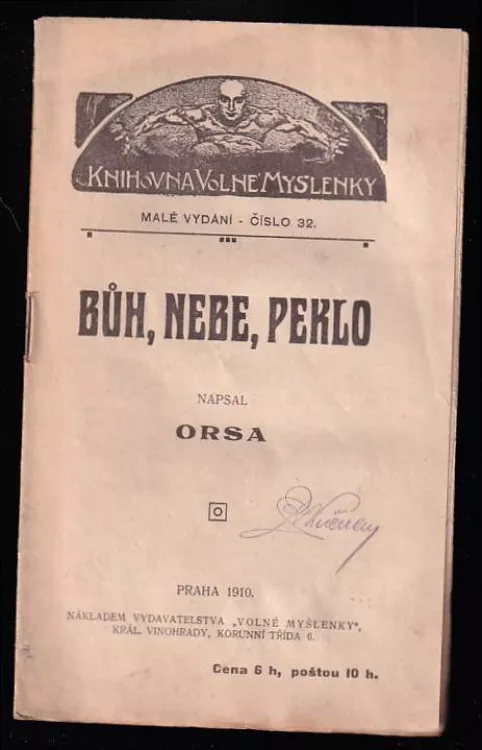 KNIHOVNA VOLNÉ MYŠLENKY
MALÉ VYDÁNÍ - ČÍSLO 32.
BŮH, NEBE, PEKLO
NAPSAL
ORSA
PRAHA 1910.
NÁKLADEM VYDAVATELSTVA „VOLNÉ MYŠLENKY“,
KRÁL. VINOHRADY, KORUNNÍ TŘÍDA 6.
Cena 6 h, poštou 10 h.